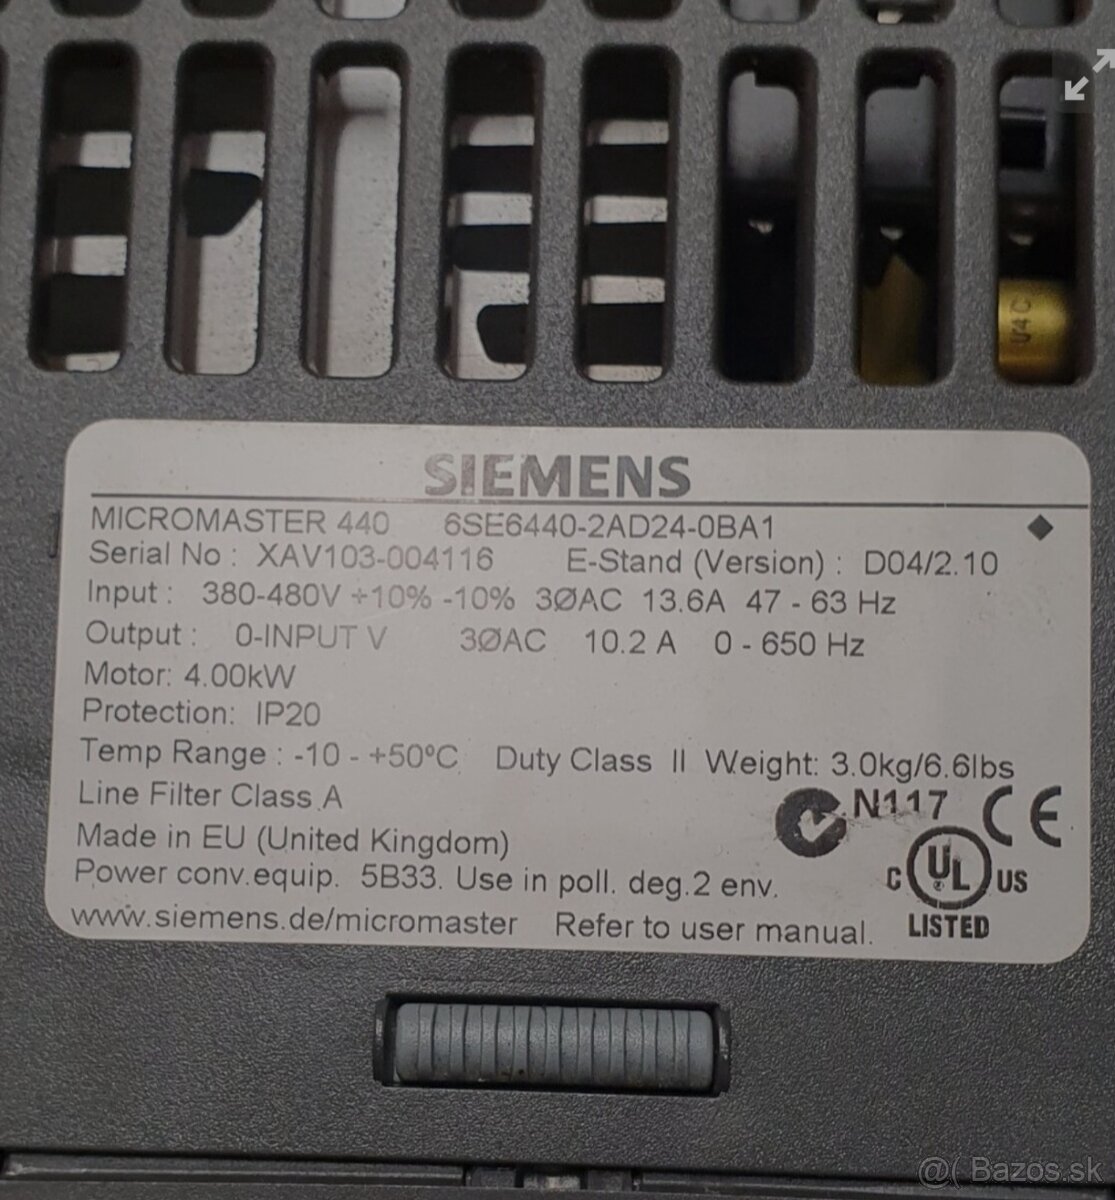 U4C
SIEMENS
MICROMASTER 440 6SE6440-2AD24-0BA1
Serial No : XAV103-004116 E-Stand (Version) : D04/2.10
Input : 380-480V +10% -10% 3ØAC 13.6A 47 - 63 Hz
Output : 0-INPUT V 3ØAC 10.2 A 0 - 650 Hz
Motor: 4.00kW
Protection: IP20
Temp Range : -10 - +50ºC Duty Class II Weight: 3.0kg/6.6lbs
Line Filter Class A
N117 CE
Made in EU (United Kingdom)
Power conv.equip. 5B33. Use in poll. deg.2 env.
C UL US
www.siemens.de/micromaster Refer to user manual.
LISTED
@( Bazos.sk